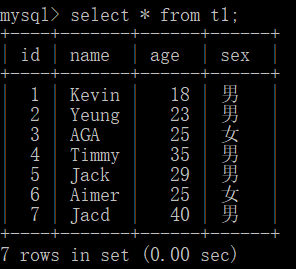 mysql> select * from t1;
+----+-------+------+------+
| id | name  | age  | sex  |
+----+-------+------+------+
|  1 | Kevin |   18 | 男   |
|  2 | Yeung |   23 | 男   |
|  3 | AGA   |   25 | 女   |
|  4 | Timmy |   35 | 男   |
|  5 | Jack  |   29 | 男   |
|  6 | Aimer |   25 | 女   |
|  7 | Jacd  |   40 | 男   |
+----+-------+------+------+
7 rows in set (0.00 sec)